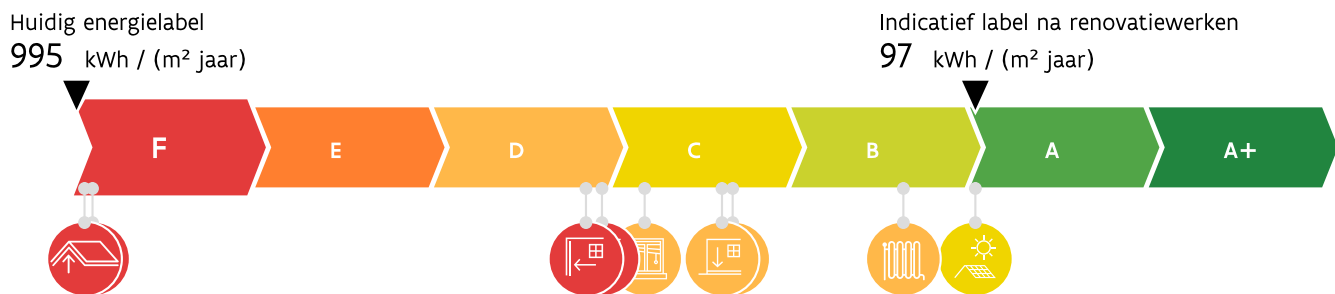 Huidig energielabel
995 kWh / (m² jaar)
Indicatief label na renovatiewerken
97 kWh / (m² jaar)
F E D C B A A+